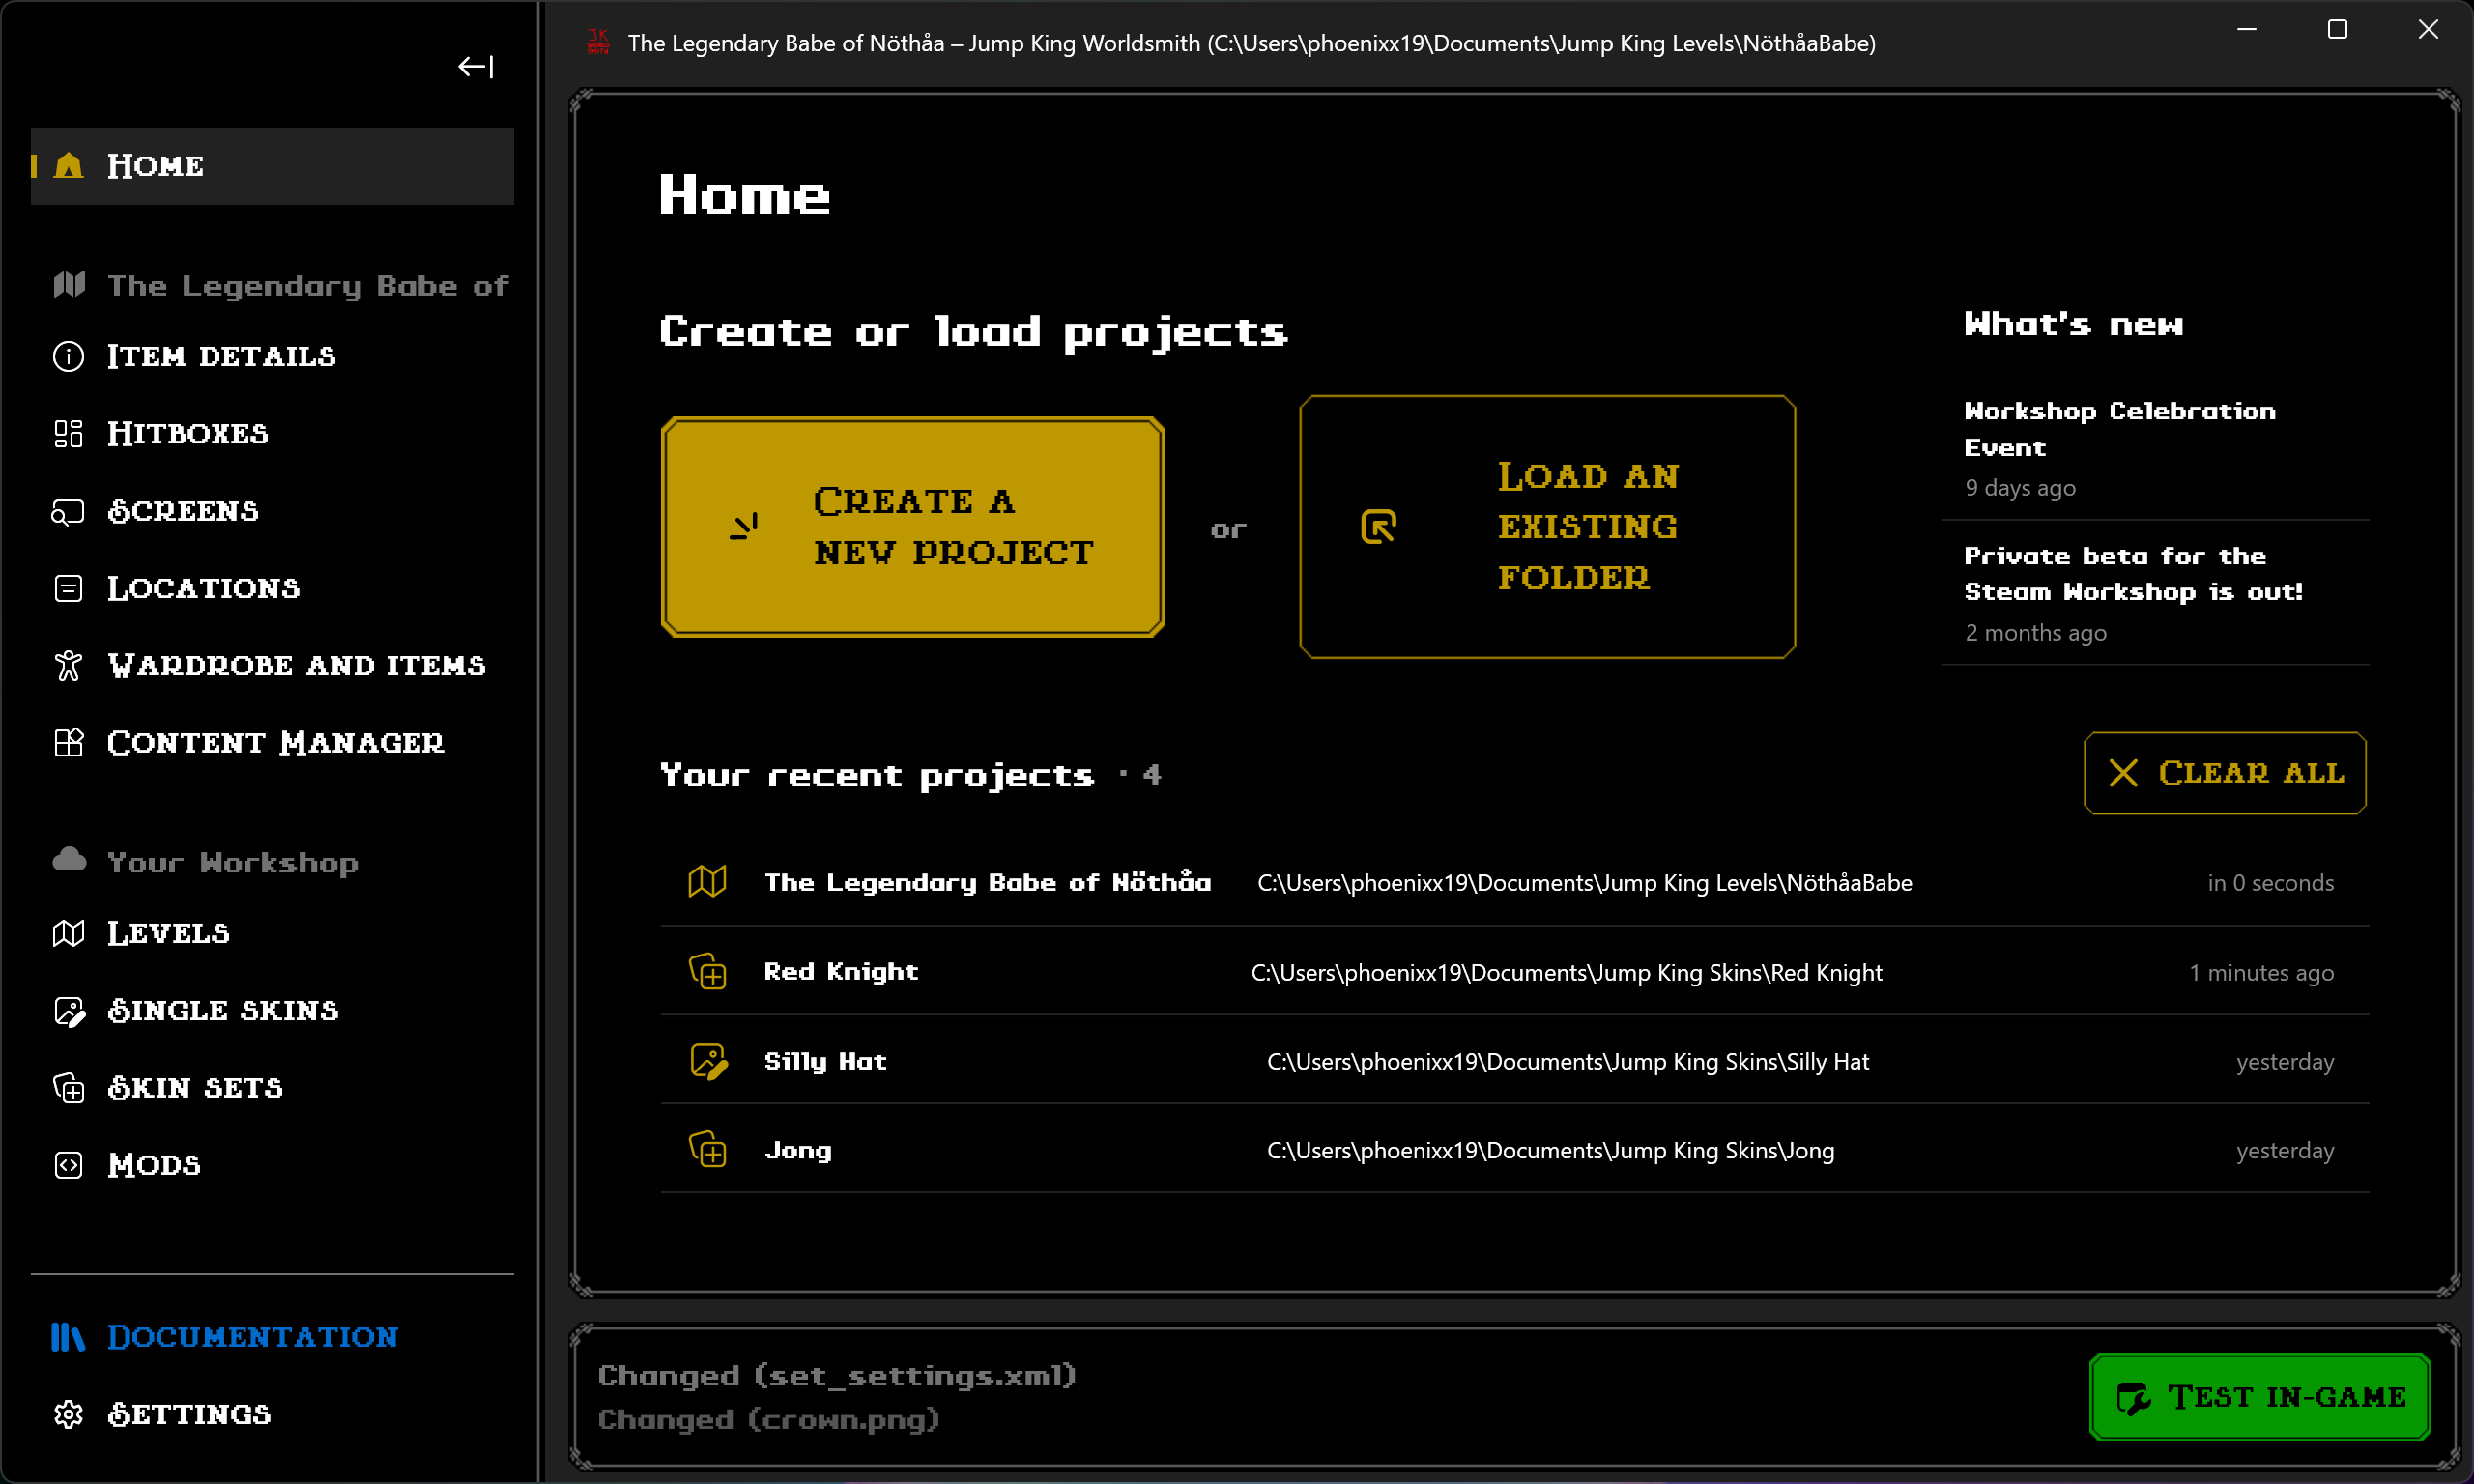 JK WORLD SMITH
The Legendary Babe of Nöthåa – Jump King Worldsmith (C:\Users\phoenixx19\Documents\Jump King Levels\NöthåaBabe)
Home
The Legendary Babe of
Item details
Hitboxes
Screens
Locations
Wardrobe and items
Content Manager
Your Workshop
Levels
Single skins
Skin sets
Mods
Documentation
Settings
Home
Create or load projects
Create a
new project
or
Load an
existing
folder
What's new
Workshop Celebration
Event
9 days ago
Private beta for the
Steam Workshop is out!
2 months ago
Your recent projects · 4
Clear all
The Legendary Babe of Nöthåa C:\Users\phoenixx19\Documents\Jump King Levels\NöthåaBabe in 0 seconds
Red Knight C:\Users\phoenixx19\Documents\Jump King Skins\Red Knight 1 minutes ago
Silly Hat C:\Users\phoenixx19\Documents\Jump King Skins\Silly Hat yesterday
Jong C:\Users\phoenixx19\Documents\Jump King Skins\Jong yesterday
Changed (set_settings.xml)
Changed (crown.png)
Test in-game